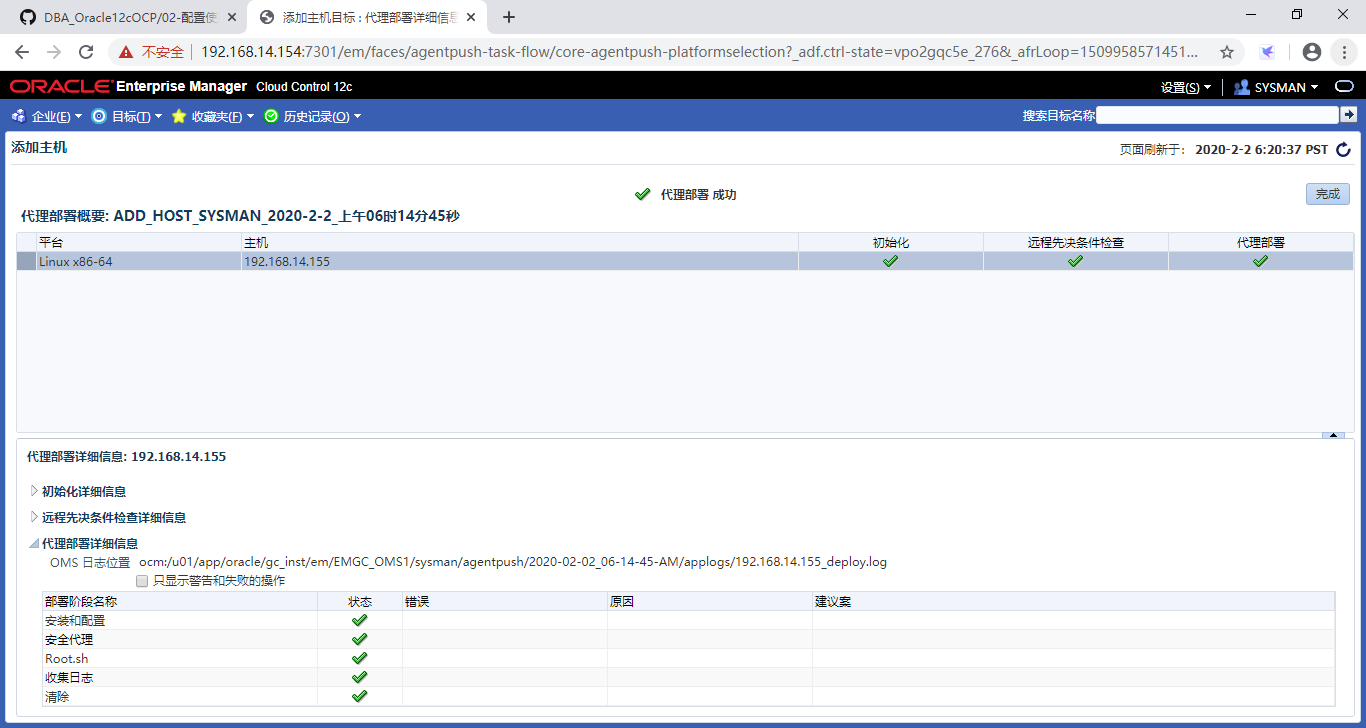 DBA_Oracle12cOCP/02-配置使
添加主机目标 : 代理部署详细信息
不安全 192.168.14.154:7301/em/faces/agentpush-task-flow/core-agentpush-platformselection?_adf.ctrl-state=vpo2gqc5e_276&_afrLoop=1509958571451...
ORACLE Enterprise Manager Cloud Control 12c 设置(S) SYSMAN
企业(E) 目标(T) 收藏夹(F) 历史记录(O) 搜索目标名称
添加主机 页面刷新于: 2020-2-2 6:20:37 PST
代理部署 成功 完成
代理部署概要: ADD_HOST_SYSMAN_2020-2-2_上午06时14分45秒
平台 主机 初始化 远程先决条件检查 代理部署
Linux x86-64 192.168.14.155
代理部署详细信息: 192.168.14.155
初始化详细信息
远程先决条件检查详细信息
代理部署详细信息
OMS 日志位置 ocm:/u01/app/oracle/gc_inst/em/EMGC_OMS1/sysman/agentpush/2020-02-02_06-14-45-AM/applogs/192.168.14.155_deploy.log
只显示警告和失败的操作
部署阶段名称 状态 错误 原因 建议案
安装和配置
安全代理
Root.sh
收集日志
清除